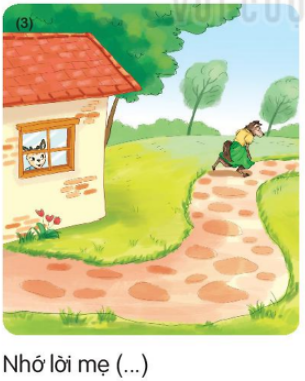 (3)
Nhớ lời mẹ (...)